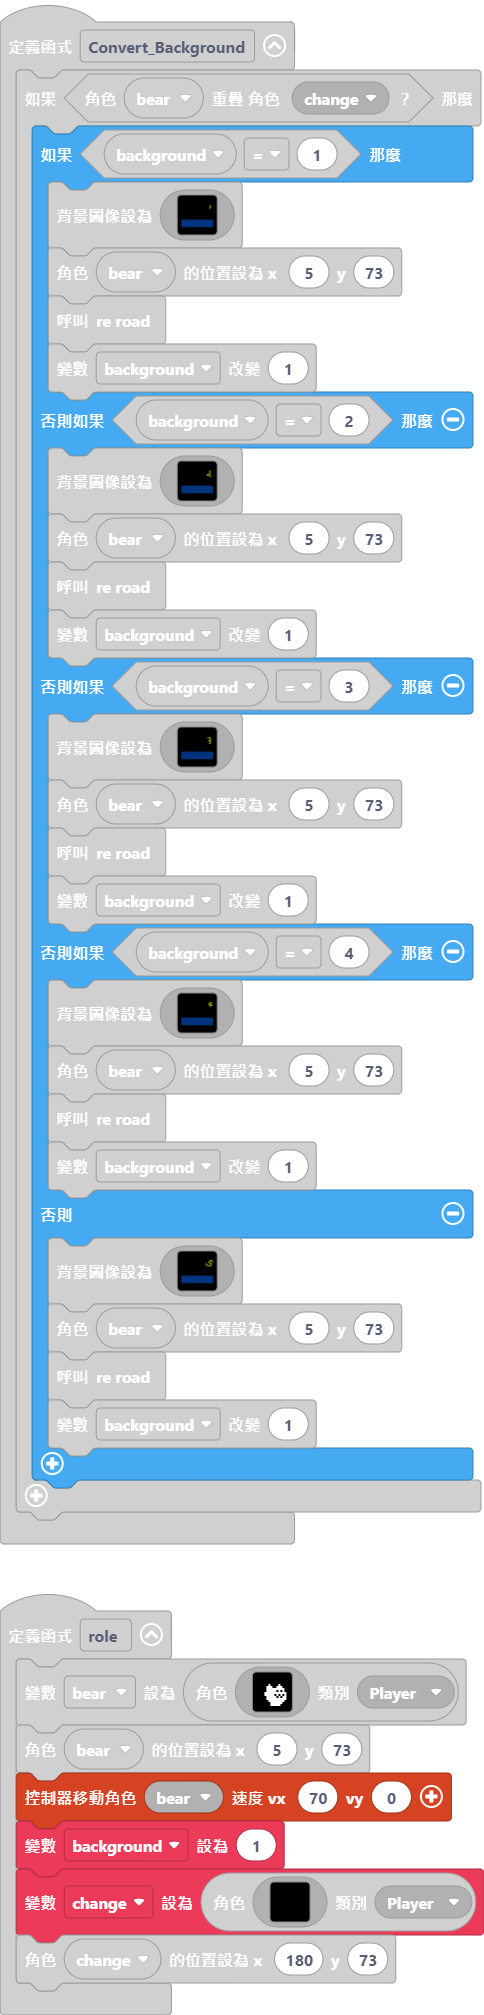 定義函式 Convert_Background
如果 角色 bear 重疊 角色 change ? 那麼
如果 background = 1 那麼
背景圖像設為 1
角色 bear 的位置設為 x 5 y 73
呼叫 re road
變數 background 改變 1
否則如果 background = 2 那麼
背景圖像設為 2
角色 bear 的位置設為 x 5 y 73
呼叫 re road
變數 background 改變 1
否則如果 background = 3 那麼
背景圖像設為 3
角色 bear 的位置設為 x 5 y 73
呼叫 re road
變數 background 改變 1
否則如果 background = 4 那麼
背景圖像設為
角色 bear 的位置設為 x 5 y 73
呼叫 re road
變數 background 改變 1
否則
背景圖像設為 5
角色 bear 的位置設為 x 5 y 73
呼叫 re road
變數 background 改變 1
定義函式 role
變數 bear 設為 角色 類別 Player
角色 bear 的位置設為 x 5 y 73
控制器移動角色 bear 速度 vx 70 vy 0
變數 background 設為 1
變數 change 設為 角色 類別 Player
角色 change 的位置設為 x 180 y 73